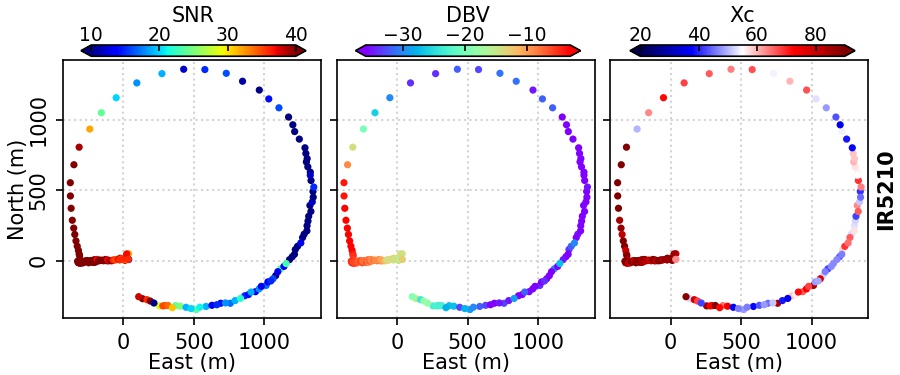 SNR
DBV
Xc
10 20 30 40
−30 −20 −10
20 40 60 80
North (m)
1000
500
0
IR5210
0 500 1000
0 500 1000
0 500 1000
East (m)
East (m)
East (m)